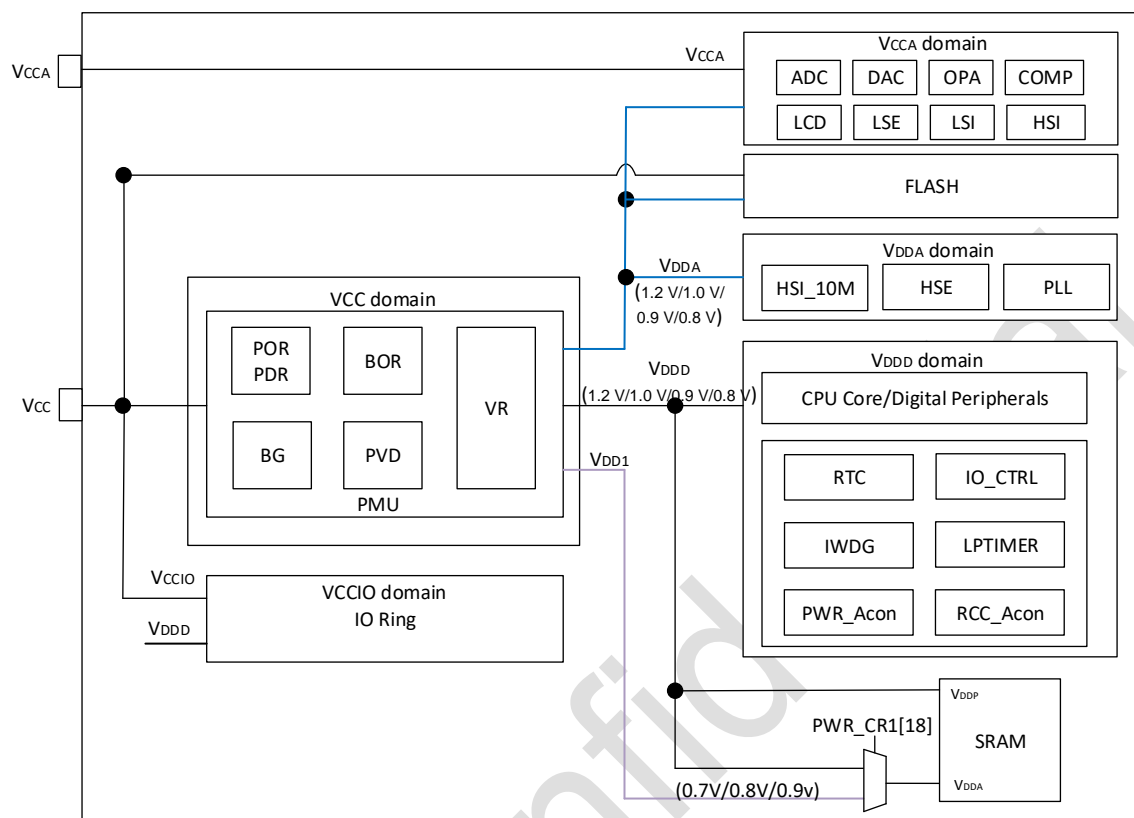 VCCA
VCCA
VCCA domain
ADC
DAC
OPA
COMP
LCD
LSE
LSI
HSI
FLASH
VDDA
(1.2 V/1.0 V/
0.9 V/0.8 V)
VDDA domain
HSI_10M
HSE
PLL
VCC domain
POR
PDR
BOR
VR
BG
PVD
PMU
VCC
VDDD
(1.2 V/1.0 V/0.9 V/0.8 V)
VDD1
VDDD domain
CPU Core/Digital Peripherals
RTC
IO_CTRL
IWDG
LPTIMER
PWR_Acon
RCC_Acon
VCCIO
VDDD
VCCIO domain
IO Ring
PWR_CR1[18]
(0.7V/0.8V/0.9v)
VDDP
SRAM
VDDA